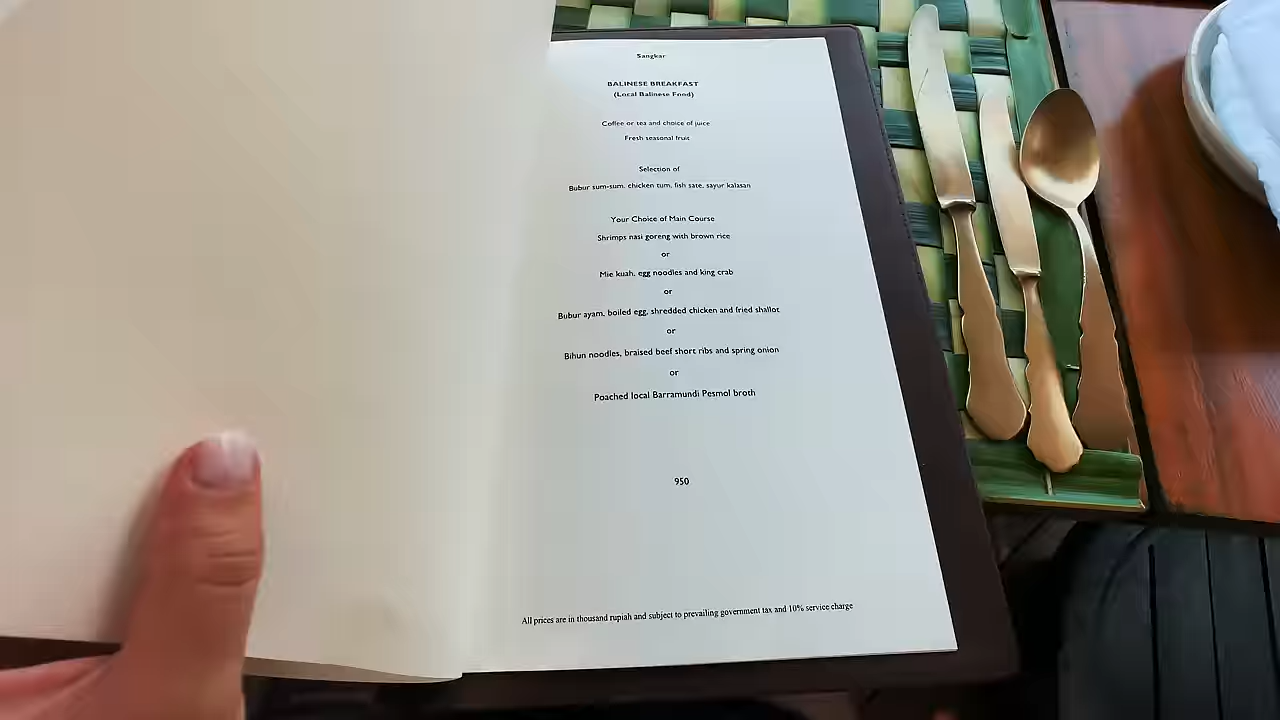 Sangkar
BALINESE BREAKFAST
(Local Balinese Food)
Coffee or tea and choice of juice
Fresh seasonal fruit
Selection of
Bubur sum-sum, chicken tum, fish sate, sayur kalasan
Your Choice of Main Course
Shrimps nasi goreng with brown rice
or
Mie kuah, egg noodles and king crab
or
Bubur ayam, boiled egg, shredded chicken and fried shallot
or
Bihun noodles, braised beef short ribs and spring onion
or
Poached local Barramundi Pesmol broth
950
All prices are in thousand rupiah and subject to prevailing government tax and 10% service charge